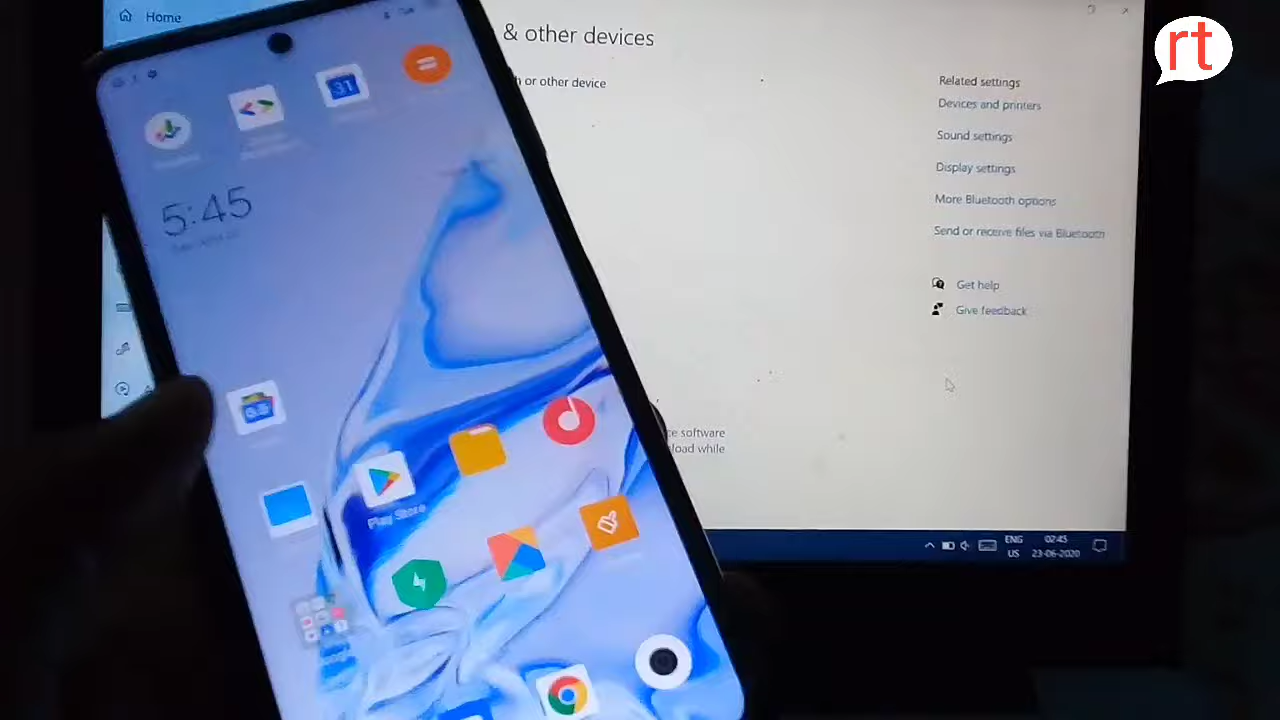 Home
& other devices
or other device
rt
Related settings
Devices and printers
Sound settings
Display settings
More Bluetooth options
Send or receive files via Bluetooth
Get help
Give feedback
31
5:45
software
load while
Play Store
ENG
US
02:45
23-06-2020